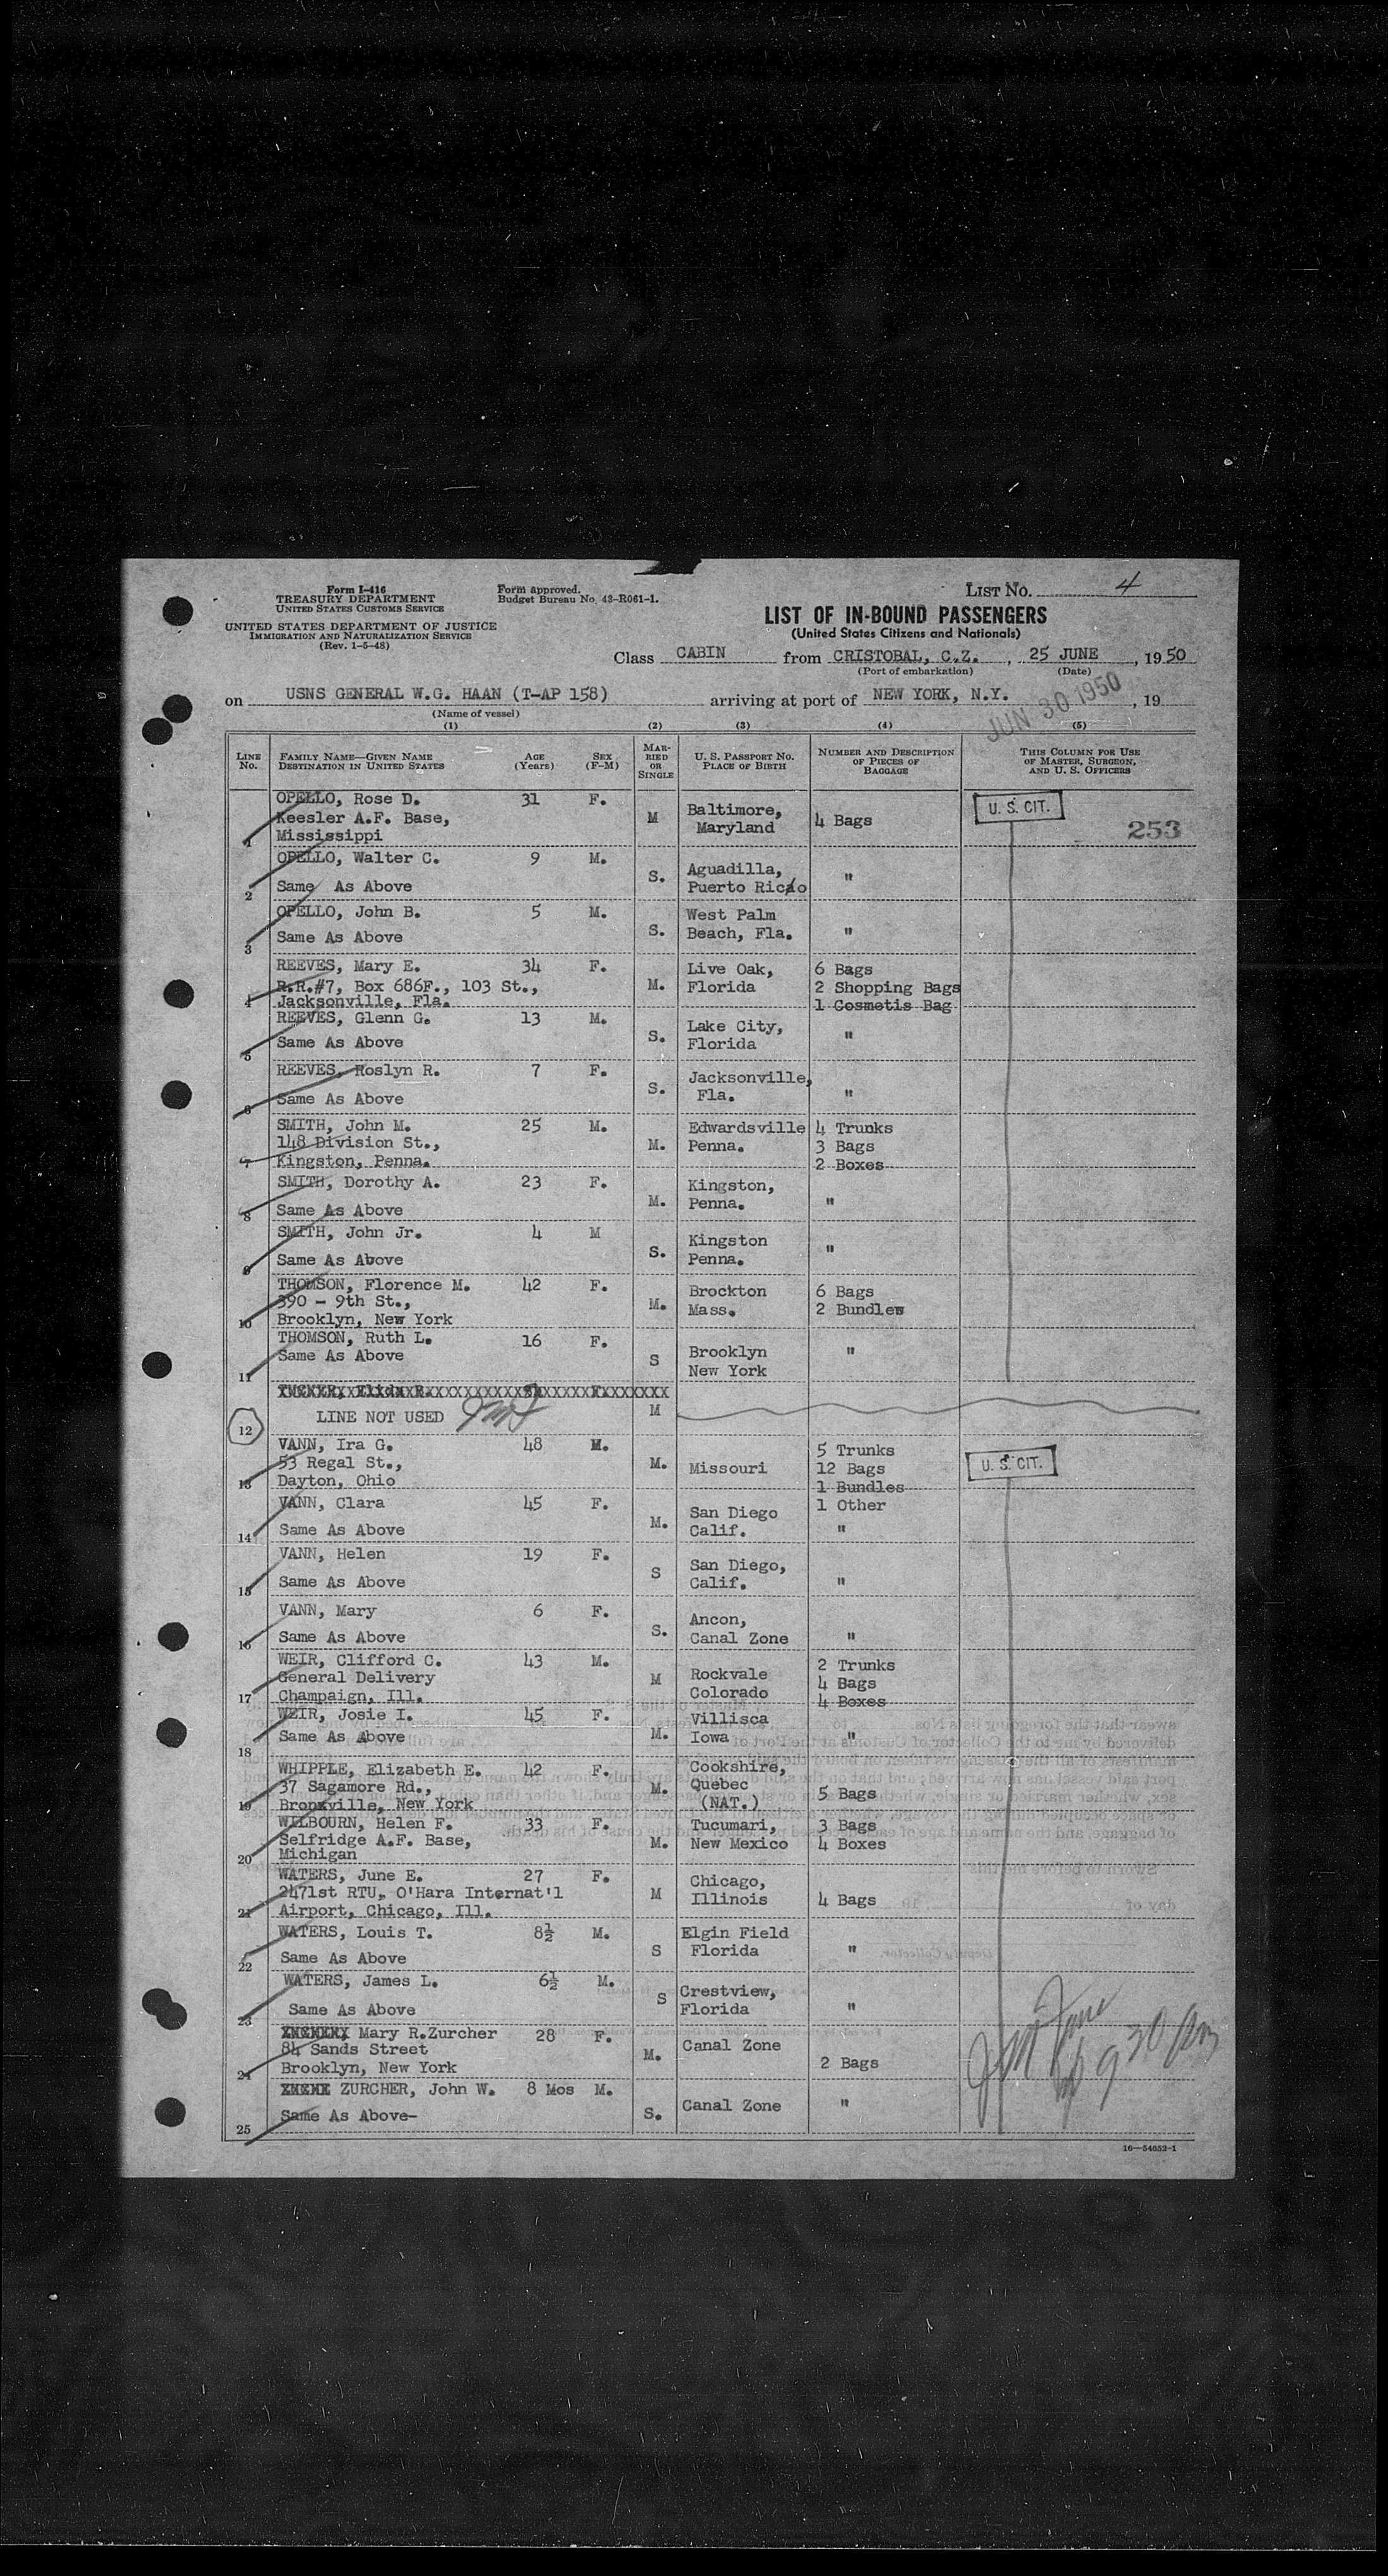 Form I-416
TREASURY DEPARTMENT
UNITED STATES CUSTOMS SERVICE
UNITED STATES DEPARTMENT OF JUSTICE
IMMIGRATION AND NATURALIZATION SERVICE
(Rev. 1-5-48)
Form approved.
Budget Bureau No. 43-R061-1.
LIST NO. 4
LIST OF IN-BOUND PASSENGERS
(United States Citizens and Nationals)
Class CABIN from CRISTOBAL, C.Z., 25 JUNE, 1950
(Port of embarkation) (Date)
on USNS GENERAL W.G. HAAN (T-AP 158) arriving at port of NEW YORK, N.Y. JUN 30 1950, 19
(Name of vessel)
(1) (2) (3) (4) (5)
LINE NO. FAMILY NAME—GIVEN NAME DESTINATION IN UNITED STATES AGE (Years) SEX (F-M) MARRIED OR SINGLE U. S. PASSPORT NO. PLACE OF BIRTH NUMBER AND DESCRIPTION OF PIECES OF BAGGAGE THIS COLUMN FOR USE OF MASTER, SURGEON, AND U. S. OFFICERS
1 OPELLO, Rose D. 31 F. M Baltimore, Maryland 4 Bags U. S. CIT. 253
Keesler A.F. Base,
Mississippi
2 OPELLO, Walter C. 9 M. S. Aguadilla, Puerto Rico "
Same As Above
3 OPELLO, John B. 5 M. S. West Palm Beach, Fla. "
Same As Above
4 REEVES, Mary E. 34 F. M. Live Oak, Florida 6 Bags
R.R.#7, Box 686F., 103 St., 2 Shopping Bags
Jacksonville, Fla. 1 Cosmetis Bag
5 REEVES, Glenn G. 13 M. S. Lake City, Florida "
Same As Above
6 REEVES, Roslyn R. 7 F. S. Jacksonville, Fla. "
Same As Above
7 SMITH, John M. 25 M. M. Edwardsville Penna. 4 Trunks
148 Division St., 3 Bags
Kingston, Penna. 2 Boxes
8 SMITH, Dorothy A. 23 F. M. Kingston, Penna. "
Same As Above
9 SMITH, John Jr. 4 M S. Kingston Penna. "
Same As Above
10 THOMSON, Florence M. 42 F. M. Brockton Mass. 6 Bags
390 - 9th St., 2 Bundles
Brooklyn, New York
11 THOMSON, Ruth L. 16 F. S Brooklyn New York "
Same As Above
12 LINE NOT USED M
13 VANN, Ira G. 48 M. M. Missouri 5 Trunks
53 Regal St., 12 Bags U. S. CIT.
Dayton, Ohio 1 Bundles
1 Other
14 VANN, Clara 45 F. M. San Diego Calif. "
Same As Above
15 VANN, Helen 19 F. S San Diego, Calif. "
Same As Above
16 VANN, Mary 6 F. S. Ancon, Canal Zone "
Same As Above
17 WEIR, Clifford C. 43 M. M Rockvale Colorado 2 Trunks
General Delivery 4 Bags
Champaign, Ill. 4 Boxes
18 WEIR, Josie I. 45 F. M. Villisca Iowa "
Same As Above
19 WHIPPLE, Elizabeth E. 42 F. M. Cookshire, Quebec (NAT.) 5 Bags
37 Sagamore Rd.,
Bronxville, New York
20 WILBOURN, Helen F. 33 F. M. Tucumari, New Mexico 3 Bags
Selfridge A.F. Base, 4 Boxes
Michigan
21 WATERS, June E. 27 F. M Chicago, Illinois 4 Bags
2471st RTU, O'Hara Internat'l
Airport, Chicago, Ill.
22 WATERS, Louis T. 8½ M. S Elgin Field Florida "
Same As Above
23 WATERS, James L. 6½ M. S Crestview, Florida "
Same As Above
24 Mary R.Zurcher 28 F. M. Canal Zone 2 Bags
84 Sands Street
Brooklyn, New York
25 ZURCHER, John W. 8 Mos M. S. Canal Zone "
Same As Above-
16—54052-1